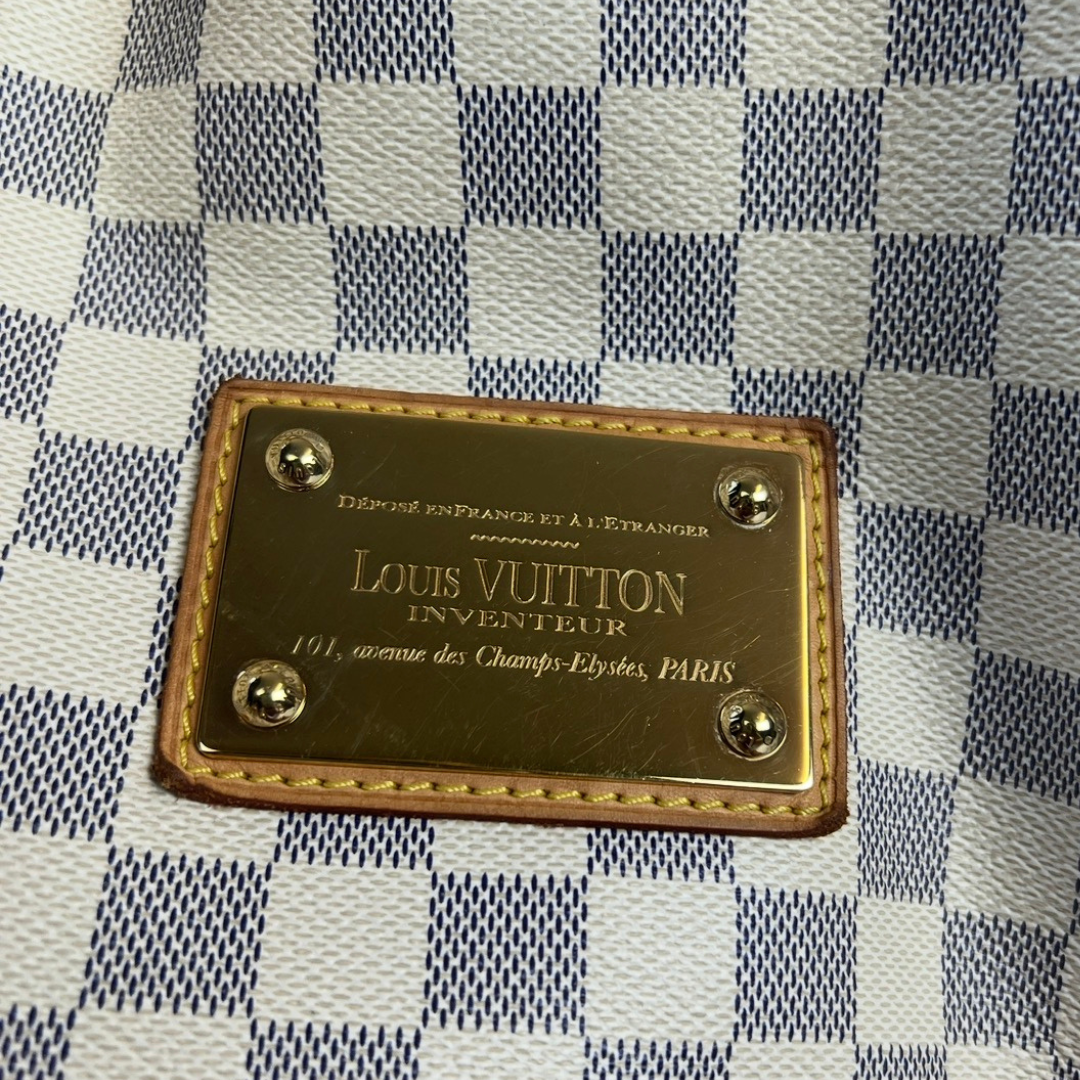 DÉPOSÉ EN FRANCE ET À L'ETRANGER
LOUIS VUITTON
INVENTEUR
101, avenue des Champs-Elysées, PARIS